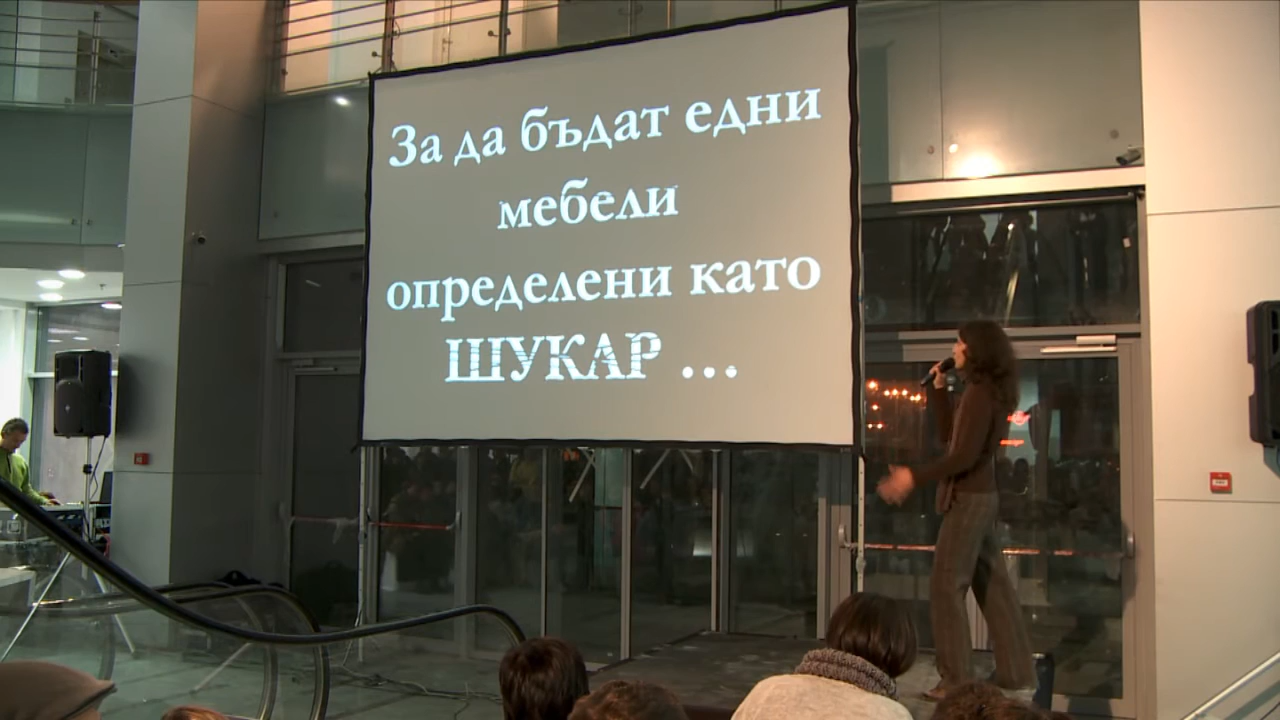 За да бъдат едни
мебели
определени като
ШУКАР ...